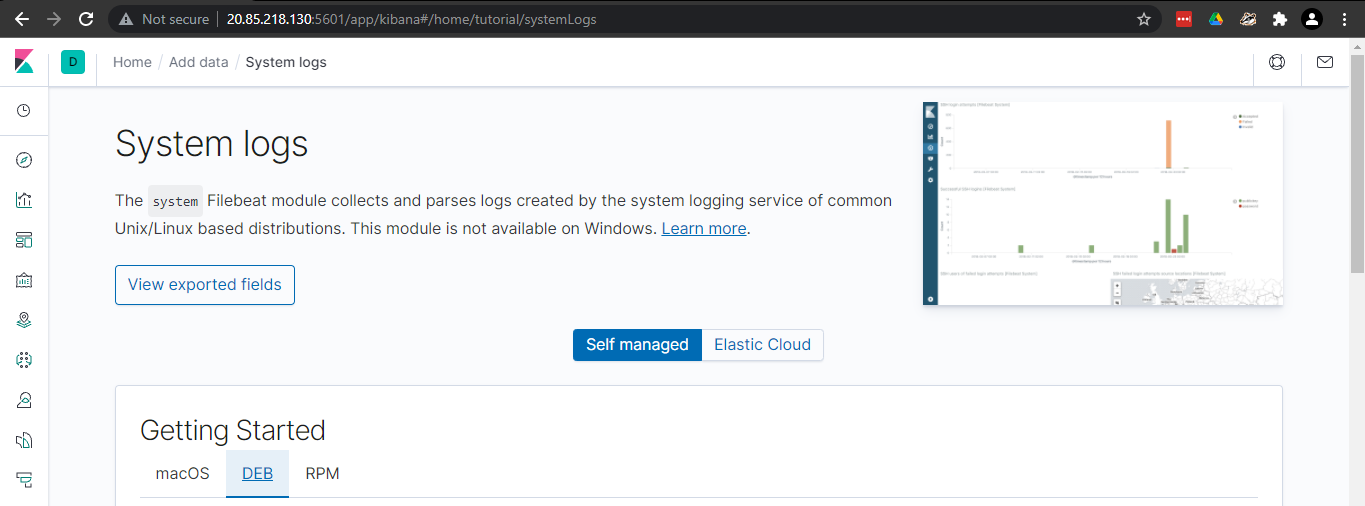 Not secure | 20.85.218.130:5601/app/kibana#/home/tutorial/systemLogs
D Home / Add data / System logs
System logs
The system Filebeat module collects and parses logs created by the system logging service of common
Unix/Linux based distributions. This module is not available on Windows. Learn more.
View exported fields
Self managed Elastic Cloud
Getting Started
macOS DEB RPM